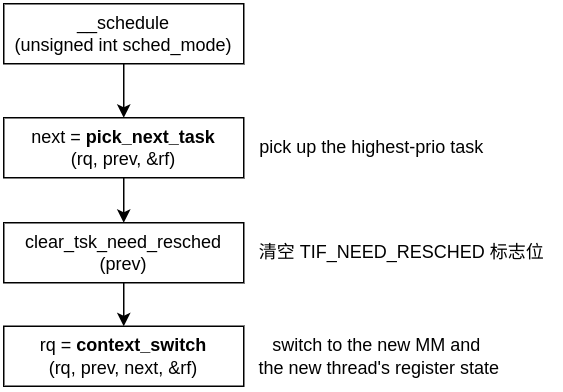 __schedule
(unsigned int sched_mode)
next = pick_next_task
(rq, prev, &rf)
pick up the highest-prio task
clear_tsk_need_resched
(prev)
清空 TIF_NEED_RESCHED 标志位
rq = context_switch
(rq, prev, next, &rf)
switch to the new MM and
the new thread's register state